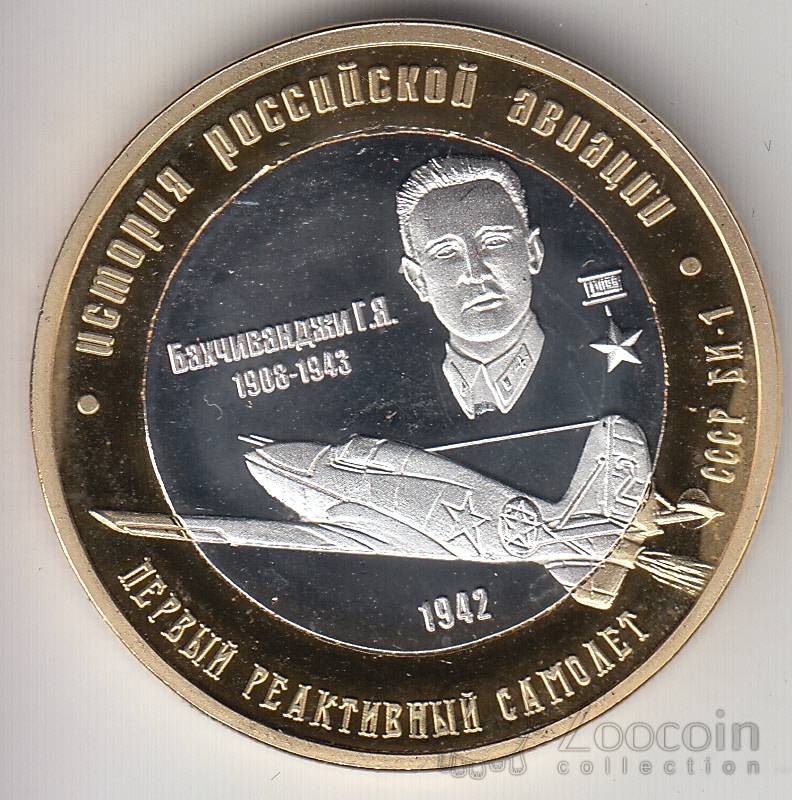 история российской авиации
СССР БИ-1
Бахчиванджи Г.Я.
1908-1943
1942
ПЕРВЫЙ РЕАКТИВНЫЙ САМОЛЕТ
Zoocoin
collection